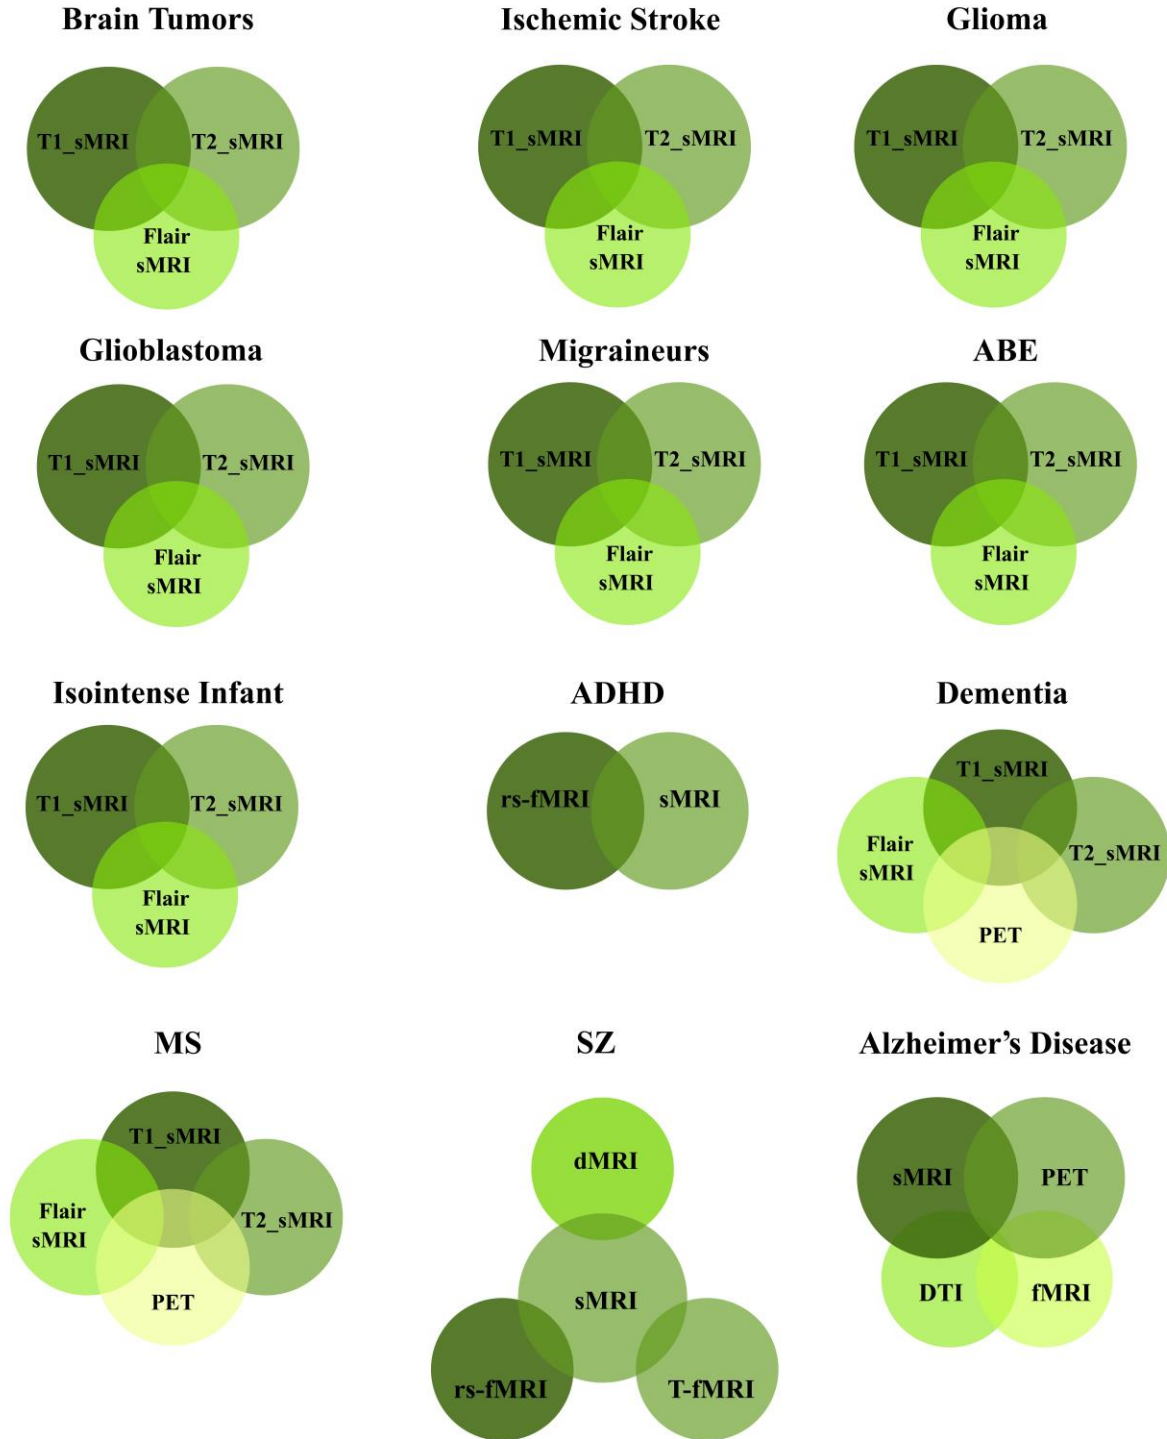 Brain Tumors
T1_sMRI
T2_sMRI
Flair
sMRI
Ischemic Stroke
T1_sMRI
T2_sMRI
Flair
sMRI
Glioma
T1_sMRI
T2_sMRI
Flair
sMRI
Glioblastoma
T1_sMRI
T2_sMRI
Flair
sMRI
Migraineurs
T1_sMRI
T2_sMRI
Flair
sMRI
ABE
T1_sMRI
T2_sMRI
Flair
sMRI
Isointense Infant
T1_sMRI
T2_sMRI
Flair
sMRI
ADHD
rs-fMRI
sMRI
Dementia
T1_sMRI
Flair
sMRI
T2_sMRI
PET
MS
T1_sMRI
Flair
sMRI
T2_sMRI
PET
SZ
dMRI
sMRI
rs-fMRI
T-fMRI
Alzheimer’s Disease
sMRI
PET
DTI
fMRI